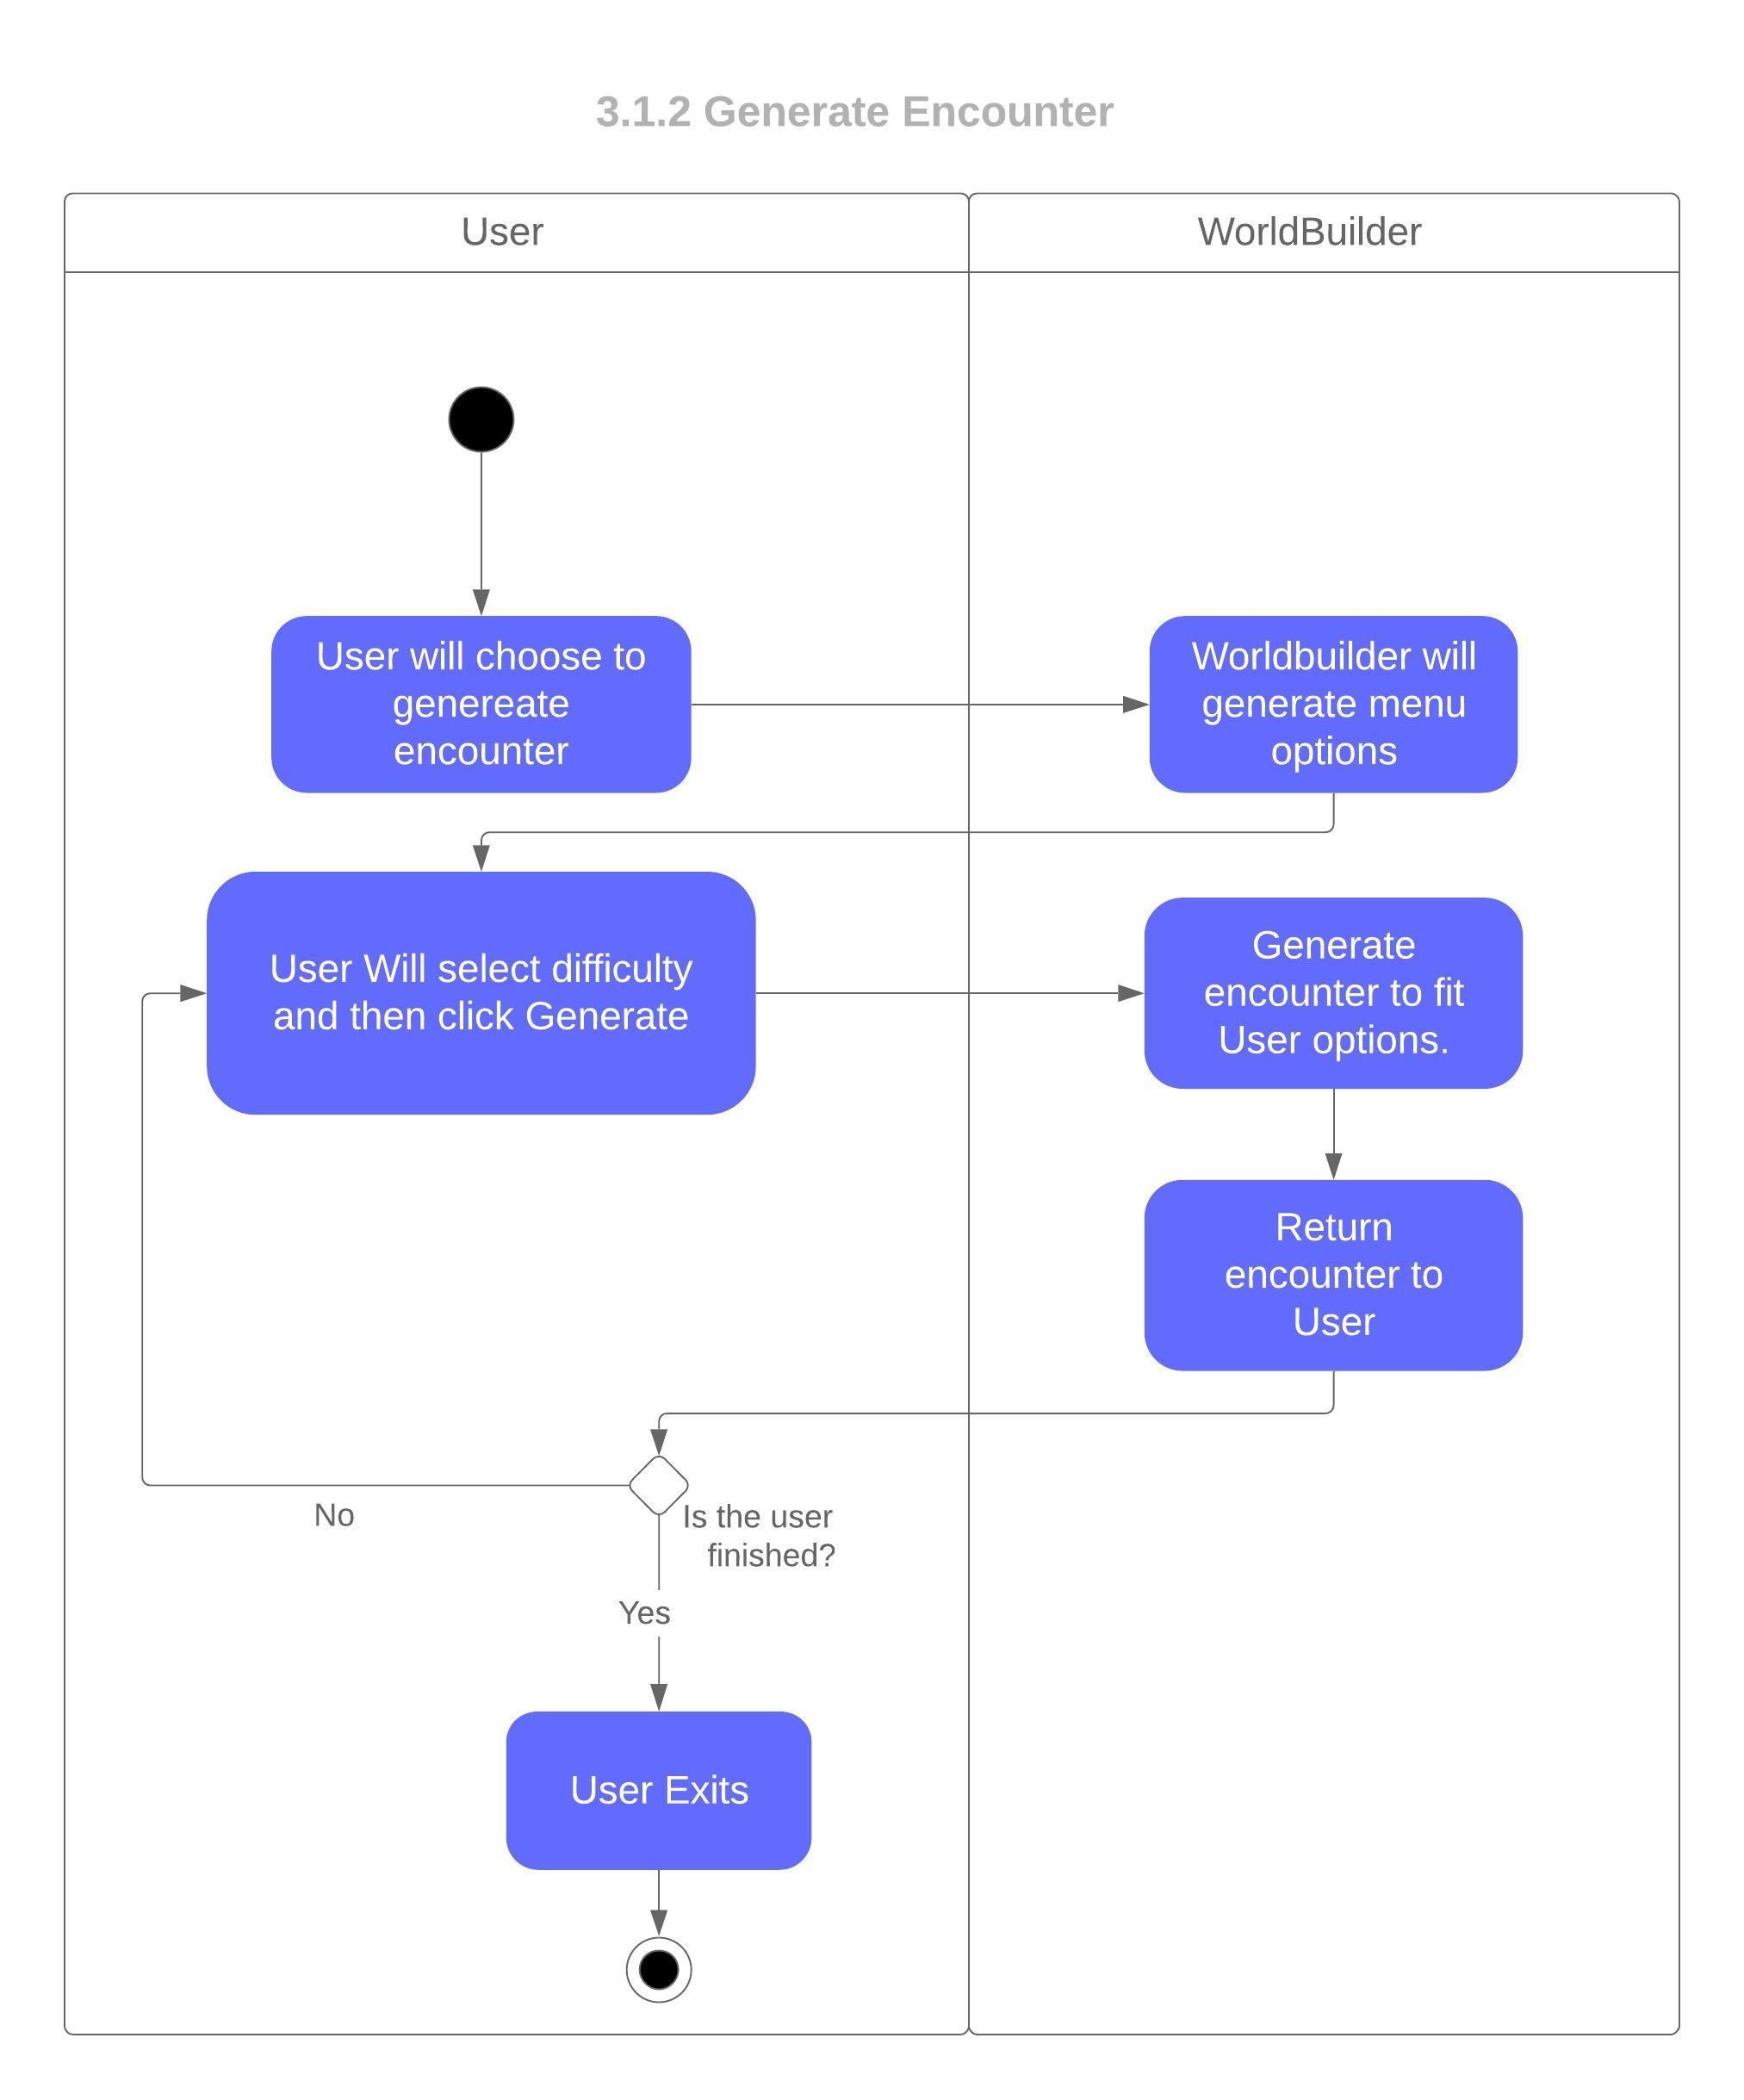 3.1.2 Generate Encounter
User
WorldBuilder
User will choose to
genereate
encounter
Worldbuilder will
generate menu
options
User Will select difficulty
and then click Generate
Generate
encounter to fit
User options.
Return
encounter to
User
No
Is the user
finished?
Yes
User Exits